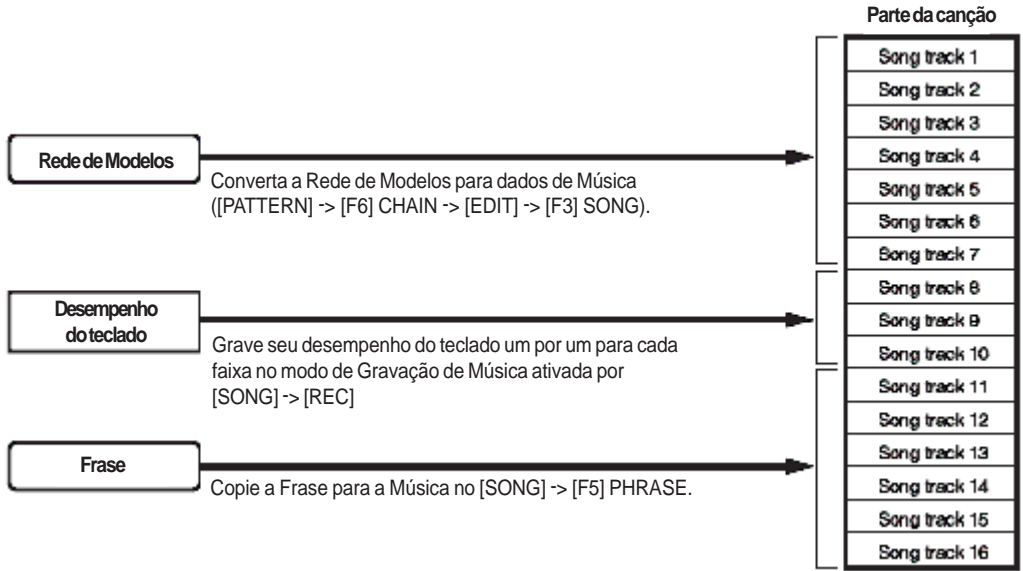 Parte da canção
Song track 1
Song track 2
Song track 3
Song track 4
Song track 5
Song track 6
Song track 7
Song track 8
Song track 9
Song track 10
Song track 11
Song track 12
Song track 13
Song track 14
Song track 15
Song track 16
Rede de Modelos
Converta a Rede de Modelos para dados de Música
([PATTERN] -> [F6] CHAIN -> [EDIT] -> [F3] SONG).
Desempenho
do teclado
Grave seu desempenho do teclado um por um para cada
faixa no modo de Gravação de Música ativada por
[SONG] -> [REC]
Frase
Copie a Frase para a Música no [SONG] -> [F5] PHRASE.